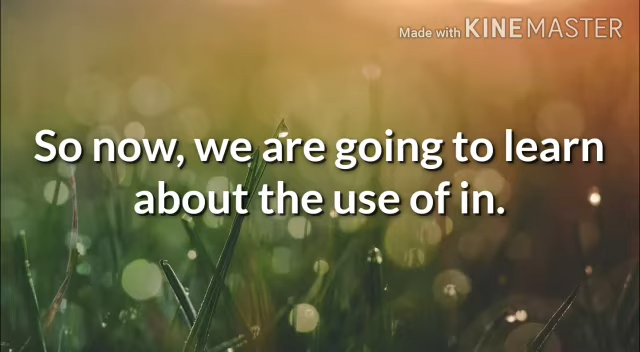 Made with KINEMASTER
So now, we are going to learn
about the use of in.